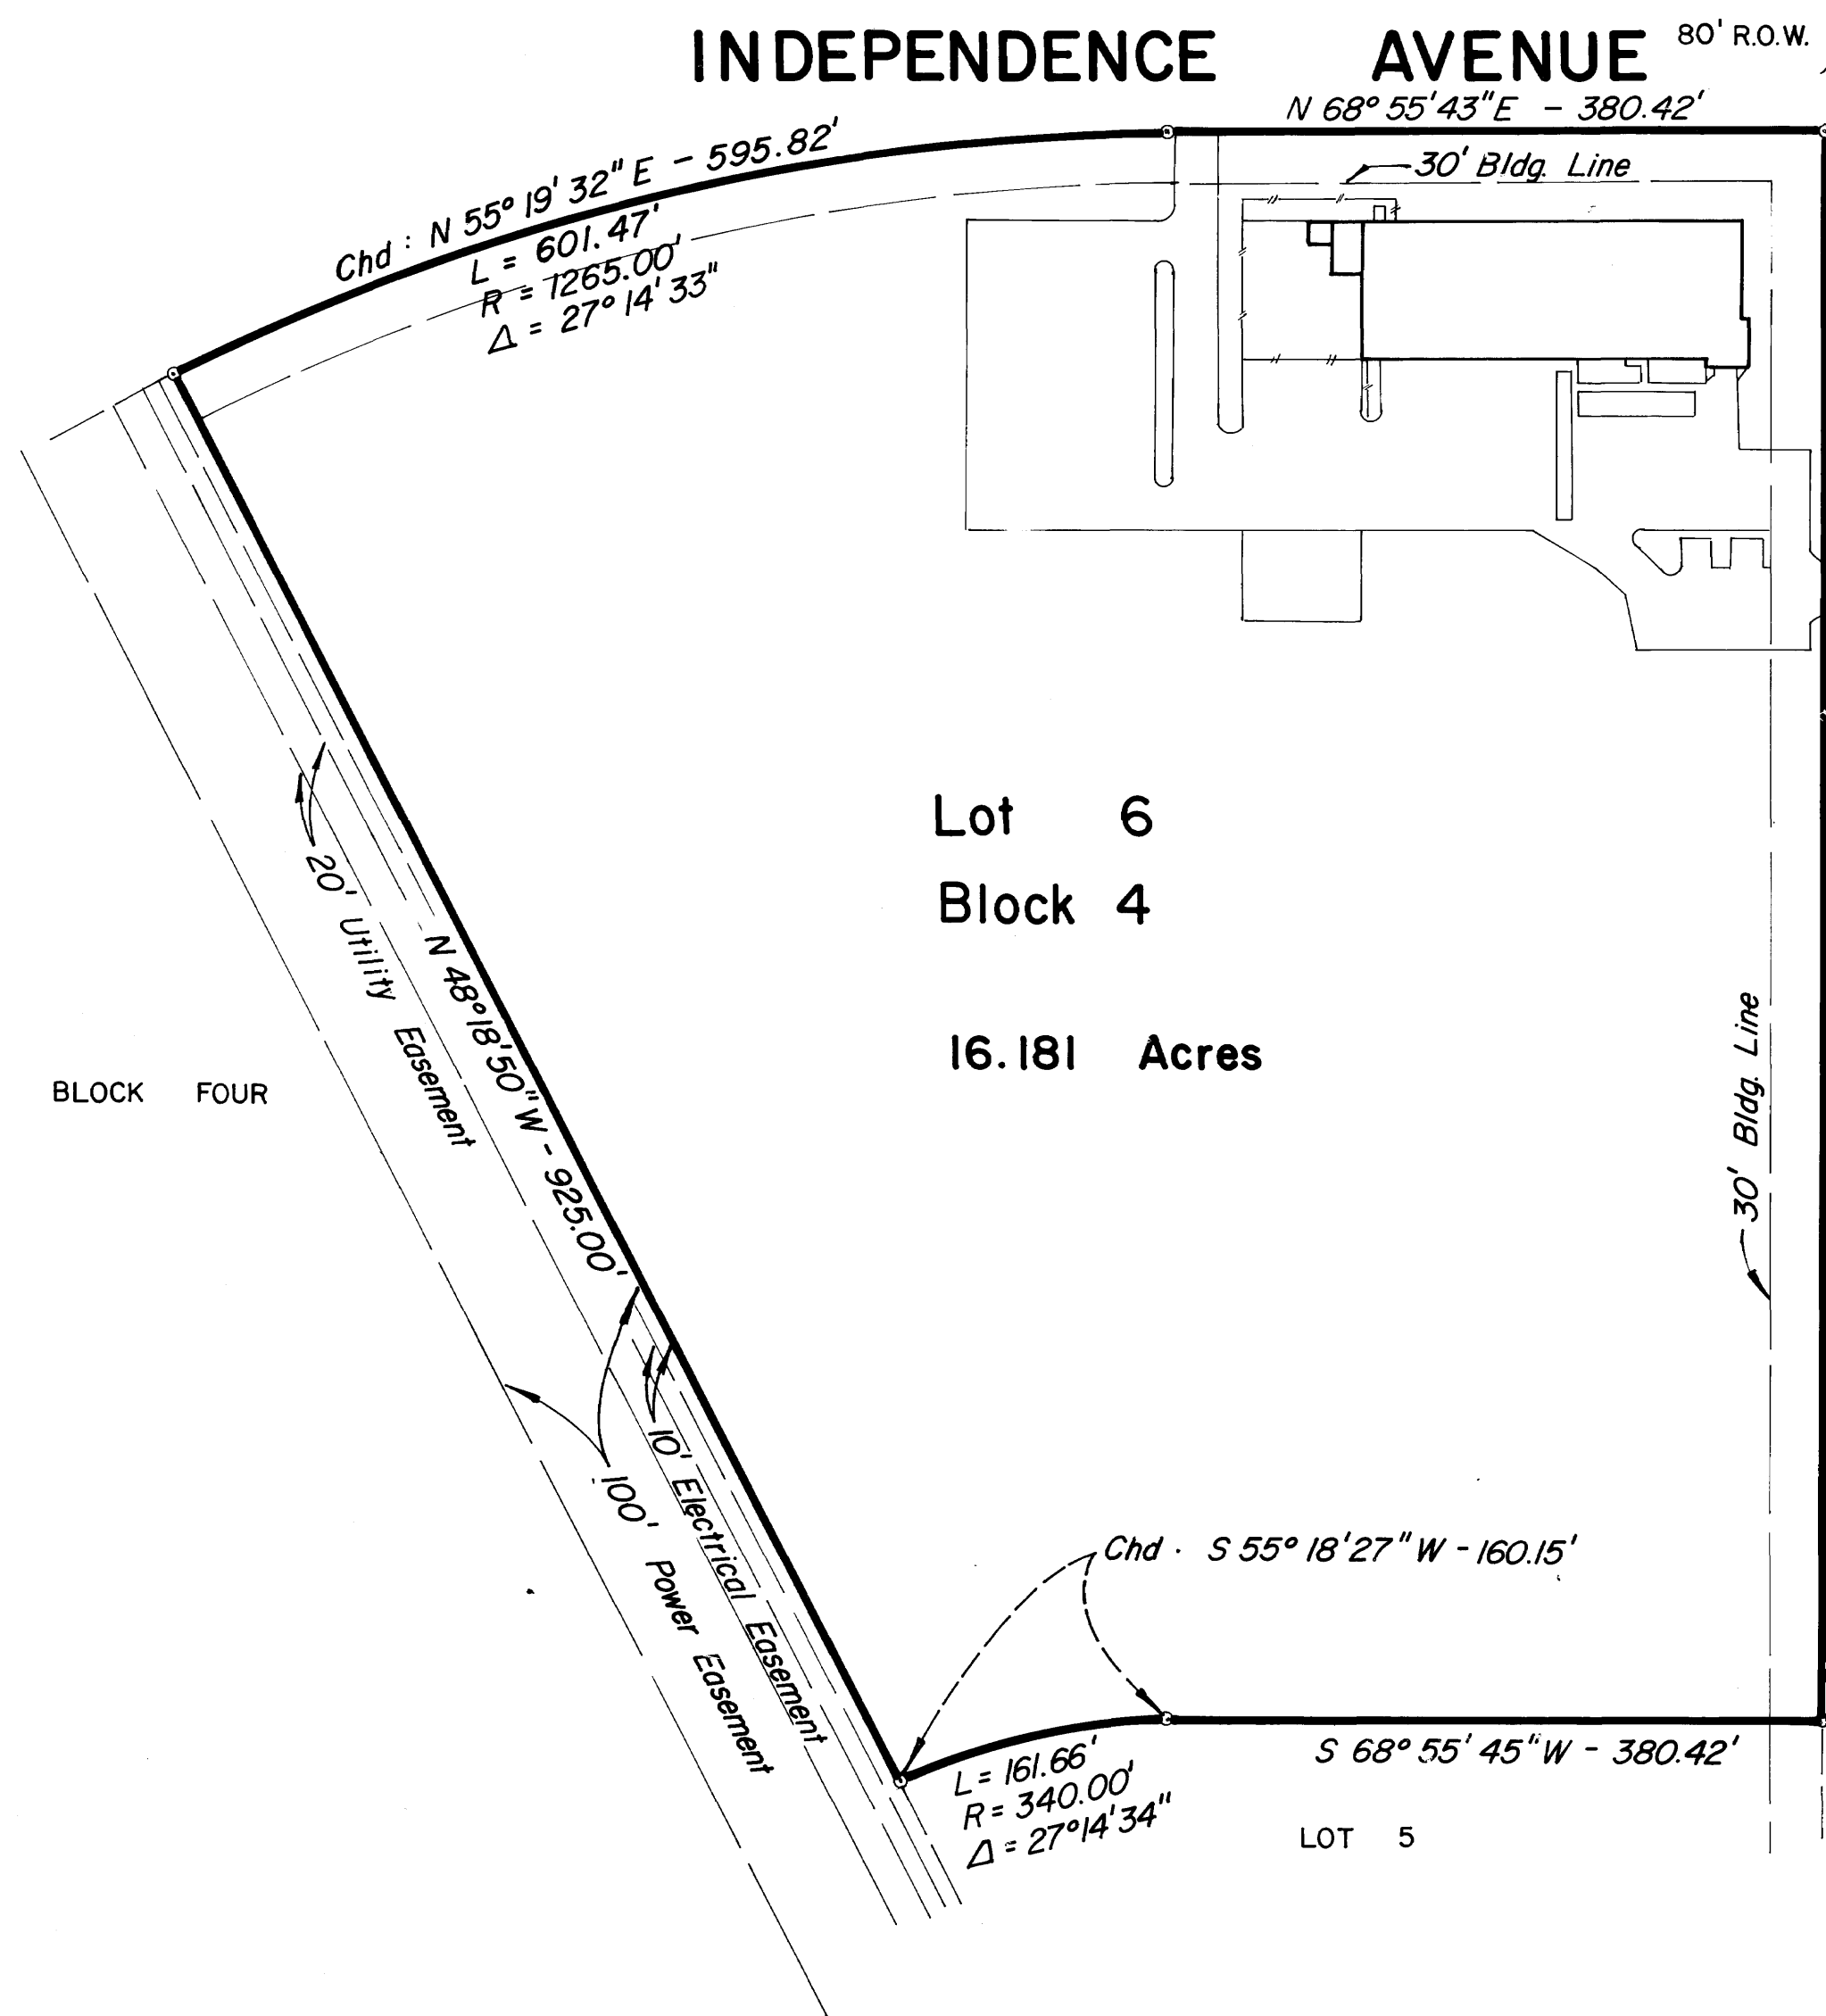 INDEPENDENCE AVENUE 80' R.O.W.
N 68° 55' 43" E - 380.42'
30' Bldg. Line
Chd : N 55° 19' 32" E - 595.82'
L = 601.47'
R = 1265.00'
Δ = 27° 14' 33"
Lot 6
Block 4
16.181 Acres
20' Utility Easement
N 48° 18' 50" W - 925.00'
BLOCK FOUR
30' Bldg. Line
10' Electrical Easement
100' Power Easement
Chd. S 55° 18' 27" W - 160.15'
L = 161.66'
R = 340.00'
Δ = 27° 14' 34"
S 68° 55' 45" W - 380.42'
LOT 5